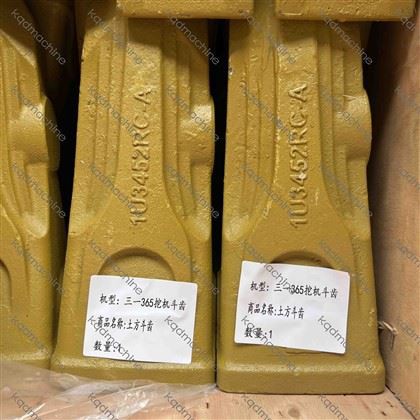 1U3452RC-A
1U3452RC-A
机型：三一365挖机斗齿
商品名称:土方斗齿
数量:1
机型：三一365挖机斗齿
商品名称:土方斗齿
数量:1
kqdmachine